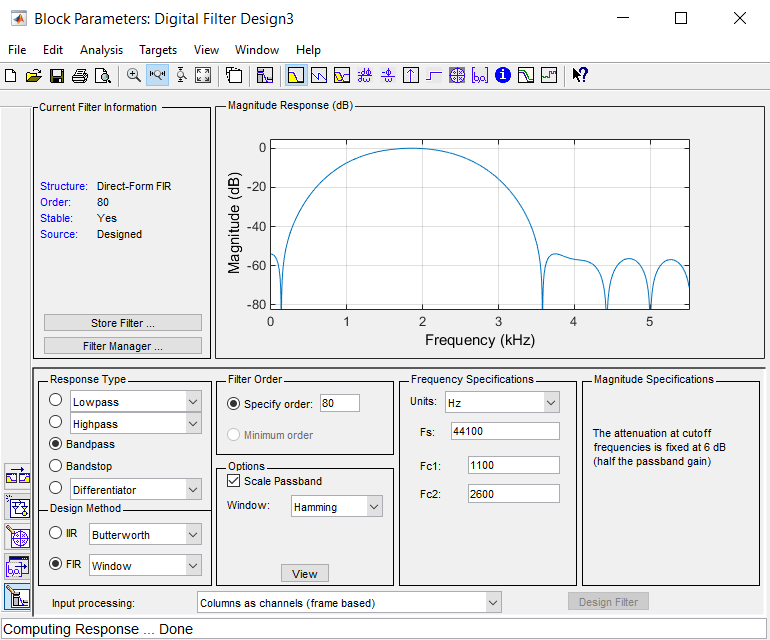 Block Parameters: Digital Filter Design3
File Edit Analysis Targets View Window Help
Current Filter Information
Structure: Direct-Form FIR
Order: 80
Stable: Yes
Source: Designed
Store Filter ...
Filter Manager ...
Magnitude Response (dB)
0
-20
-40
-60
-80
Magnitude (dB)
0 1 2 3 4 5
Frequency (kHz)
Response Type
Lowpass
Highpass
Bandpass
Bandstop
Differentiator
Design Method
IIR Butterworth
FIR Window
Filter Order
Specify order: 80
Minimum order
Options
Scale Passband
Window: Hamming
View
Frequency Specifications
Units: Hz
Fs: 44100
Fc1: 1100
Fc2: 2600
Magnitude Specifications
The attenuation at cutoff
frequencies is fixed at 6 dB
(half the passband gain)
Input processing: Columns as channels (frame based)
Design Filter
Computing Response ... Done